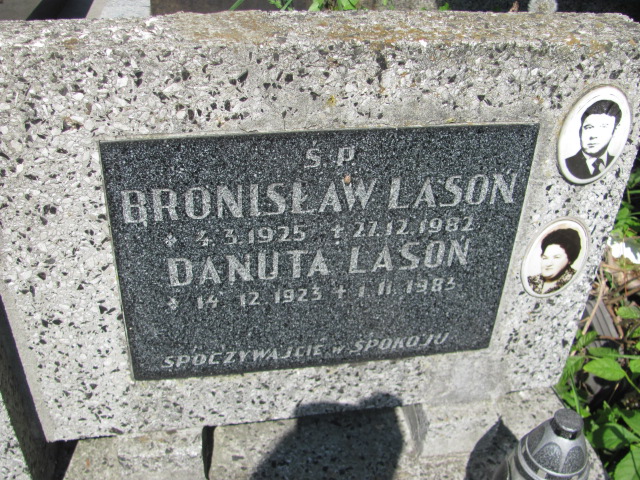 Ś.P.
BRONISŁAW LASOŃ
* 4.3.1925 + 27.12.1982
DANUTA LASOŃ
* 14.12.1923 + 1.11.1983
SPOCZYWAJCIE W SPOKOJU